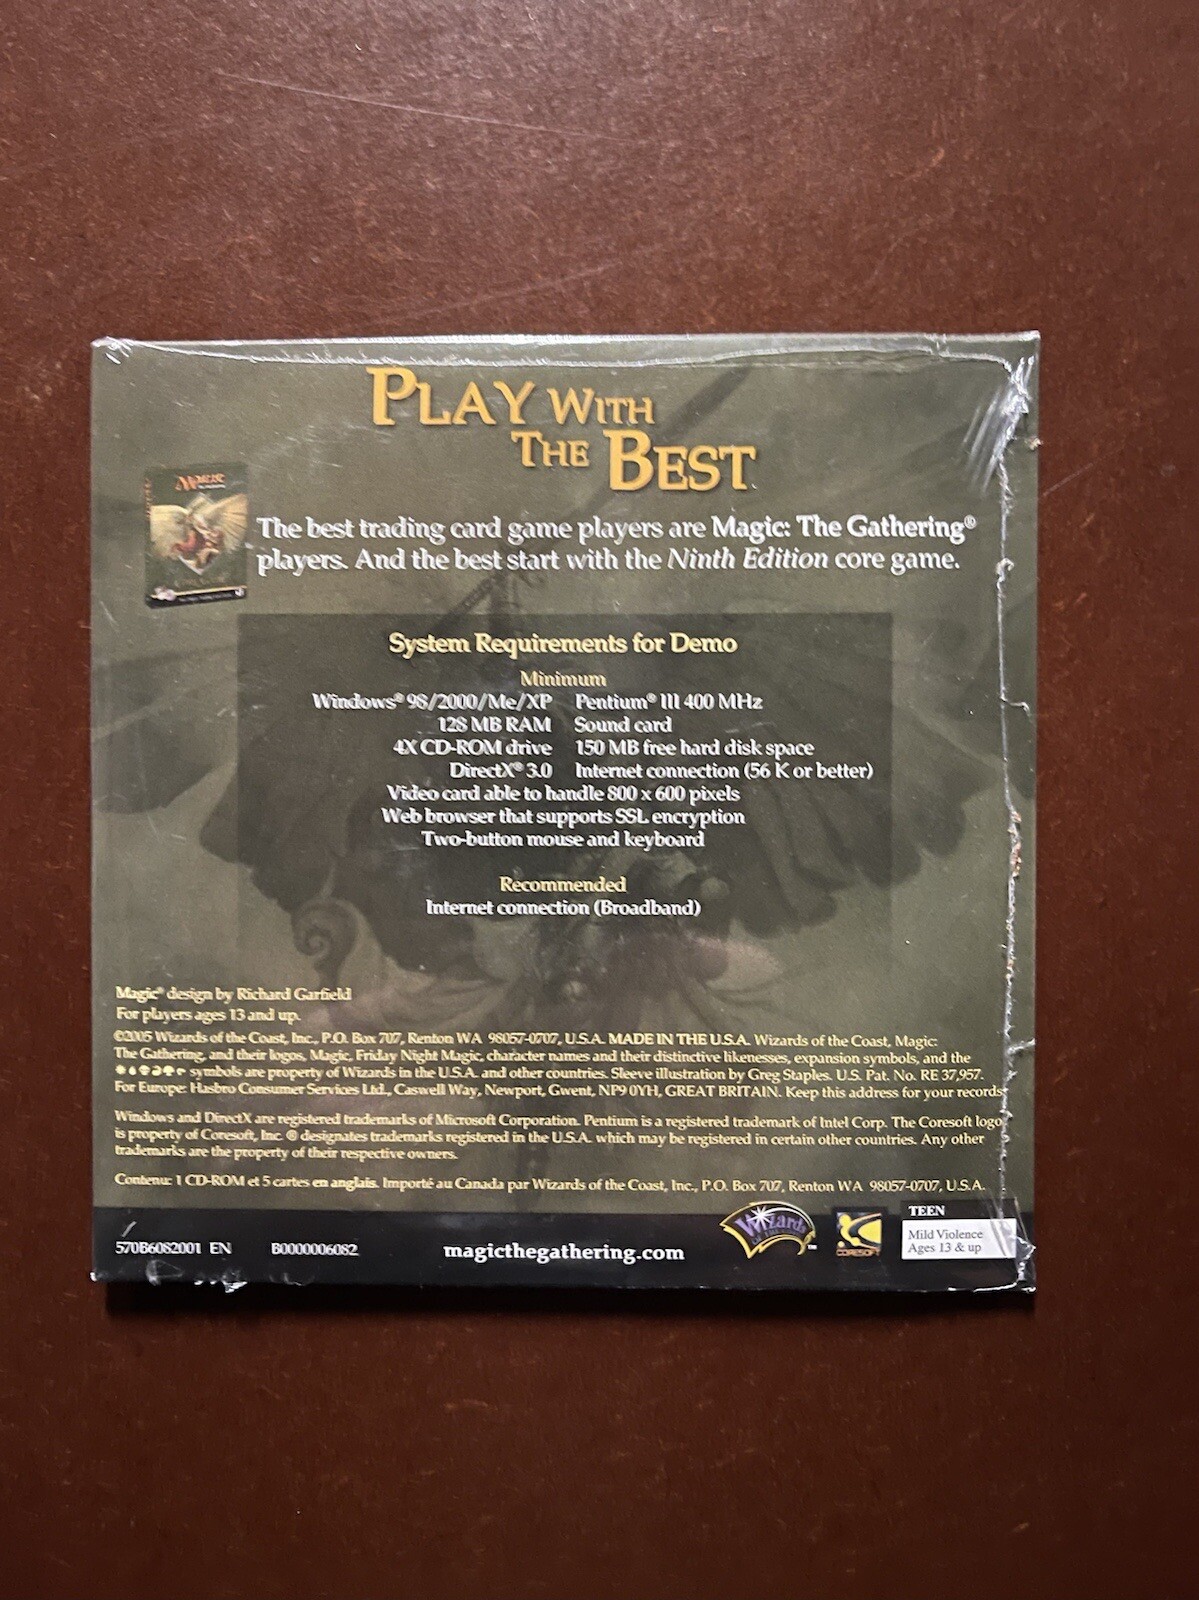 PLAY WITH
THE BEST
MAGIC
The best trading card game players are Magic: The Gathering®
players. And the best start with the Ninth Edition core game.
System Requirements for Demo
Minimum
Windows® 98/2000/Me/XP Pentium® III 400 MHz
128 MB RAM Sound card
4X CD-ROM drive 150 MB free hard disk space
DirectX® 3.0 Internet connection (56 K or better)
Video card able to handle 800 x 600 pixels
Web browser that supports SSL encryption
Two-button mouse and keyboard
Recommended
Internet connection (Broadband)
Magic® design by Richard Garfield
For players ages 13 and up.
©2005 Wizards of the Coast, Inc., P.O. Box 707, Renton WA 98057-0707, U.S.A. MADE IN THE U.S.A. Wizards of the Coast, Magic:
The Gathering, and their logos, Magic, Friday Night Magic, character names and their distinctive likenesses, expansion symbols, and the
symbols are property of Wizards in the U.S.A. and other countries. Sleeve illustration by Greg Staples. U.S. Pat. No. RE 37,957.
For Europe: Hasbro Consumer Services Ltd., Caswell Way, Newport, Gwent, NP9 0YH, GREAT BRITAIN. Keep this address for your records.
Windows and DirectX are registered trademarks of Microsoft Corporation. Pentium is a registered trademark of Intel Corp. The Coresoft logo
is property of Coresoft, Inc. ® designates trademarks registered in the U.S.A. which may be registered in certain other countries. Any other
trademarks are the property of their respective owners.
Contenu: 1 CD-ROM et 5 cartes en anglais. Importé au Canada par Wizards of the Coast, Inc., P.O. Box 707, Renton WA 98057-0707, U.S.A.
570B6082001 EN B0000006082 magicthegathering.com
Wizards OF THE COAST ™
CORESOFT
TEEN
Mild Violence
Ages 13 & up